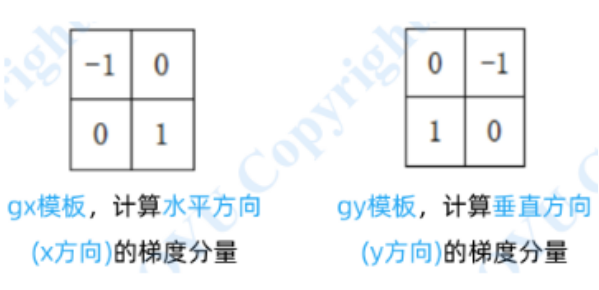 -1 0
0 1
gx模板，计算水平方向
(x方向)的梯度分量
0 -1
1 0
gy模板，计算垂直方向
(y方向)的梯度分量
Copyright